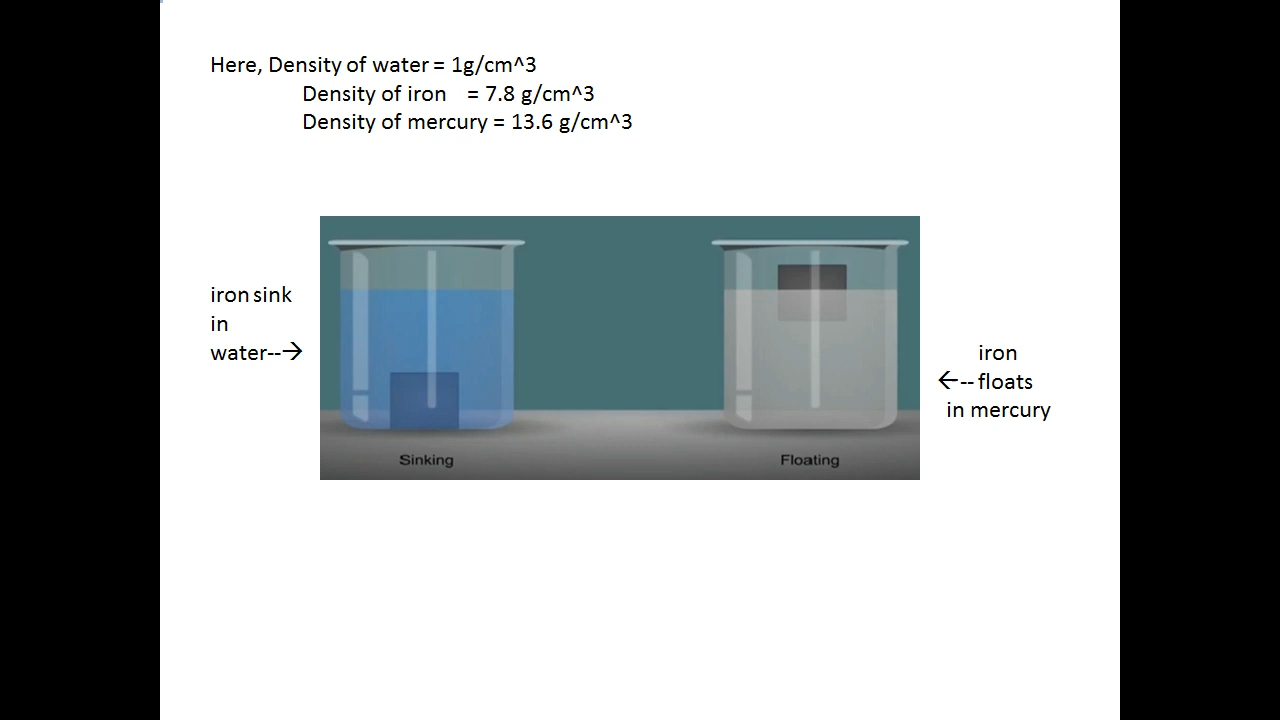 Here, Density of water = 1g/cm^3
Density of iron = 7.8 g/cm^3
Density of mercury = 13.6 g/cm^3
iron sink
in
water-->
Sinking
Floating
iron
<-- floats
in mercury